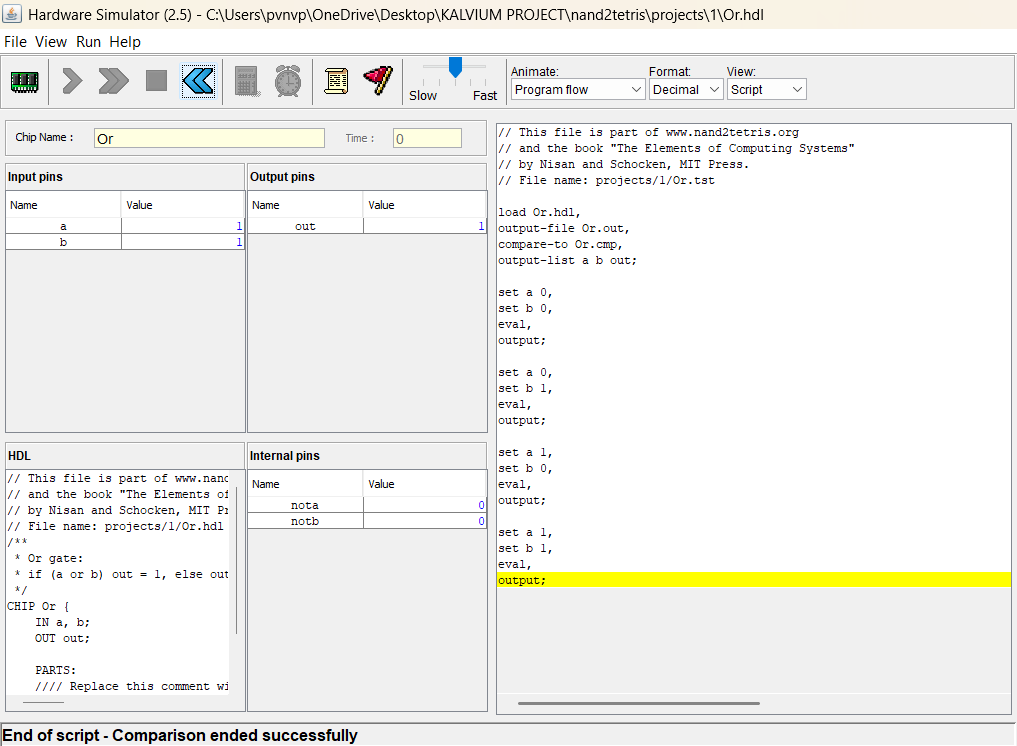 Hardware Simulator (2.5) - C:\Users\pvnvp\OneDrive\Desktop\KALVIUM PROJECT\nand2tetris\projects\1\Or.hdl
File View Run Help
Slow Fast
Animate: Format: View:
Program flow Decimal Script
Chip Name : Or Time : 0
Input pins
Name Value
a 1
b 1
Output pins
Name Value
out 1
HDL
// This file is part of www.nand
// and the book "The Elements of
// by Nisan and Schocken, MIT Pr
// File name: projects/1/Or.hdl
/**
* Or gate:
* if (a or b) out = 1, else out
*/
CHIP Or {
IN a, b;
OUT out;
PARTS:
//// Replace this comment wi
Internal pins
Name Value
nota 0
notb 0
// This file is part of www.nand2tetris.org
// and the book "The Elements of Computing Systems"
// by Nisan and Schocken, MIT Press.
// File name: projects/1/Or.tst
load Or.hdl,
output-file Or.out,
compare-to Or.cmp,
output-list a b out;
set a 0,
set b 0,
eval,
output;
set a 0,
set b 1,
eval,
output;
set a 1,
set b 0,
eval,
output;
set a 1,
set b 1,
eval,
output;
End of script - Comparison ended successfully